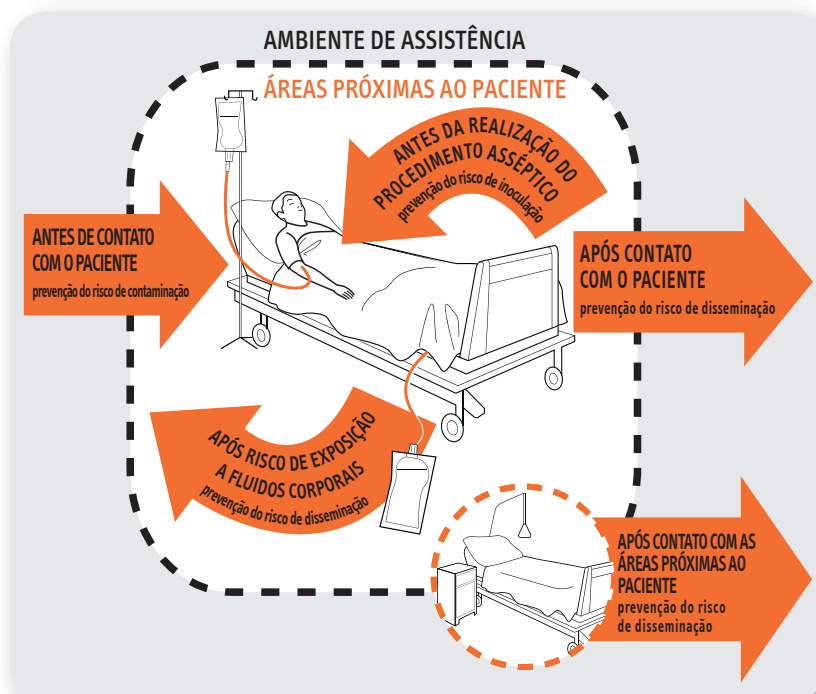 AMBIENTE DE ASSISTÊNCIA
ÁREAS PRÓXIMAS AO PACIENTE
ANTES DA REALIZAÇÃO DO
PROCEDIMENTO ASSÉPTICO
prevenção do risco de inoculação
ANTES DE CONTATO
COM O PACIENTE
prevenção do risco de contaminação
APÓS CONTATO
COM O PACIENTE
prevenção do risco de disseminação
APÓS RISCO DE EXPOSIÇÃO
A FLUIDOS CORPORAIS
prevenção do risco de disseminação
APÓS CONTATO COM AS
ÁREAS PRÓXIMAS AO
PACIENTE
prevenção do risco
de disseminação